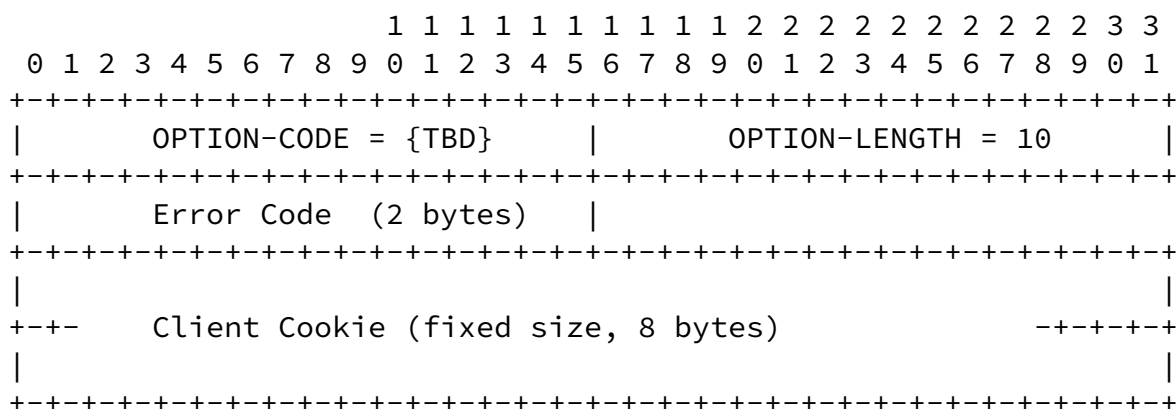 1 1 1 1 1 1 1 1 1 1 2 2 2 2 2 2 2 2 2 2 3 3
 0 1 2 3 4 5 6 7 8 9 0 1 2 3 4 5 6 7 8 9 0 1 2 3 4 5 6 7 8 9 0 1
+-+-+-+-+-+-+-+-+-+-+-+-+-+-+-+-+-+-+-+-+-+-+-+-+-+-+-+-+-+-+-+-+
|       OPTION-CODE = {TBD}     |       OPTION-LENGTH = 10      |
+-+-+-+-+-+-+-+-+-+-+-+-+-+-+-+-+-+-+-+-+-+-+-+-+-+-+-+-+-+-+-+-+
|       Error Code  (2 bytes)   |
+-+-+-+-+-+-+-+-+-+-+-+-+-+-+-+-+-+-+-+-+-+-+-+-+-+-+-+-+-+-+-+-+
|                                                               |
+-+-    Client Cookie (fixed size, 8 bytes)              -+-+-+-+
|                                                               |
+-+-+-+-+-+-+-+-+-+-+-+-+-+-+-+-+-+-+-+-+-+-+-+-+-+-+-+-+-+-+-+-+